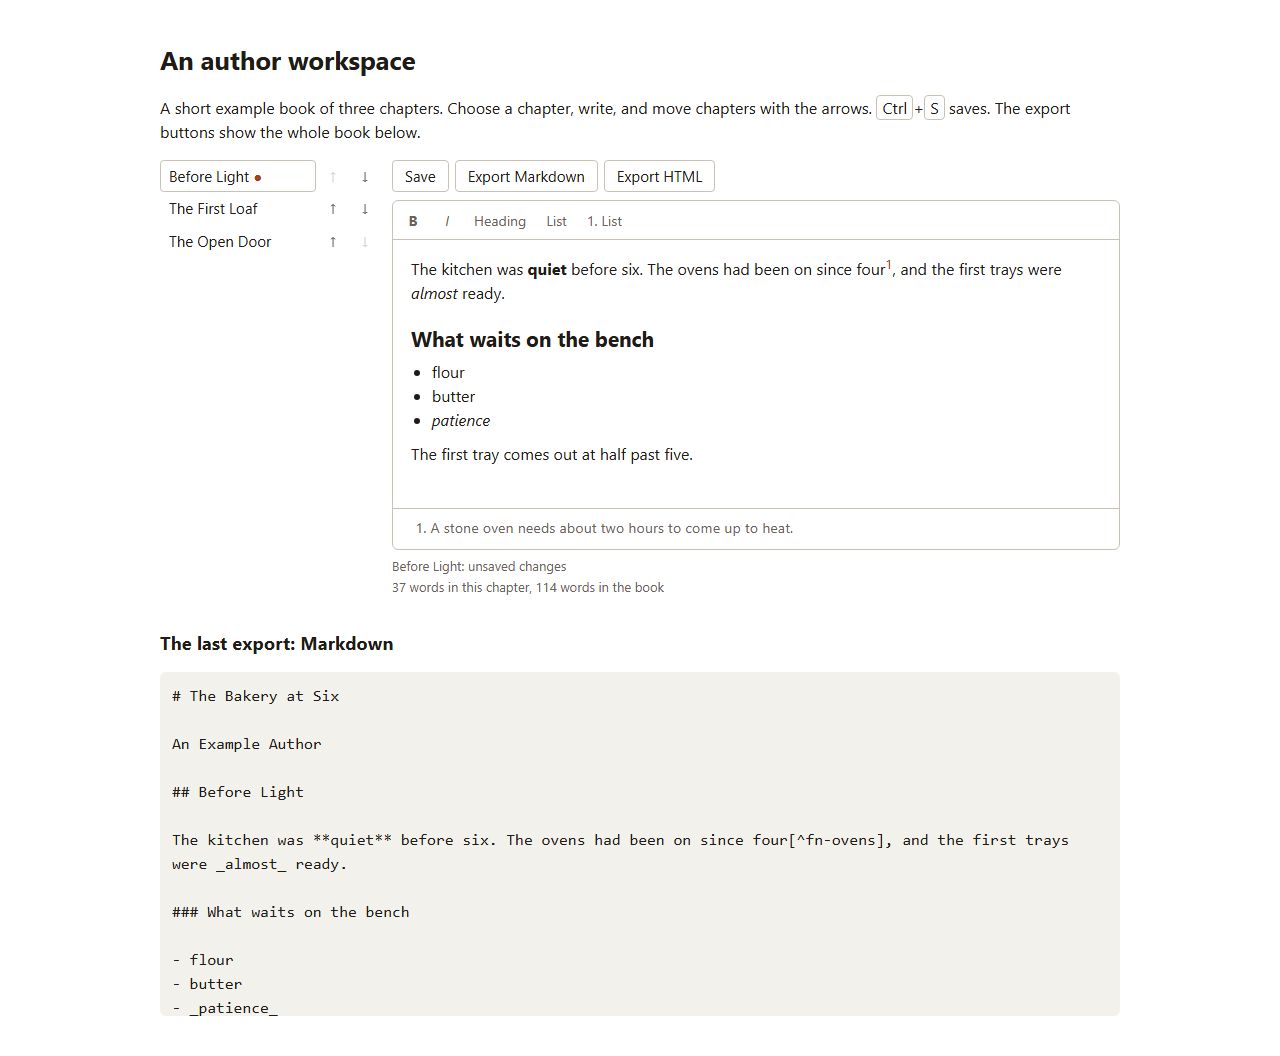 An author workspace
A short example book of three chapters. Choose a chapter, write, and move chapters with the arrows. Ctrl + S saves. The export
buttons show the whole book below.
Before Light ● ↑ ↓
The First Loaf ↑ ↓
The Open Door ↑ ↓
Save Export Markdown Export HTML
B I Heading List 1. List
The kitchen was quiet before six. The ovens had been on since four1, and the first trays were
almost ready.
What waits on the bench
• flour
• butter
• patience
The first tray comes out at half past five.
1. A stone oven needs about two hours to come up to heat.
Before Light: unsaved changes
37 words in this chapter, 114 words in the book
The last export: Markdown
# The Bakery at Six
An Example Author
## Before Light
The kitchen was **quiet** before six. The ovens had been on since four[^fn-ovens], and the first trays
were _almost_ ready.
### What waits on the bench
- flour
- butter
- _patience_